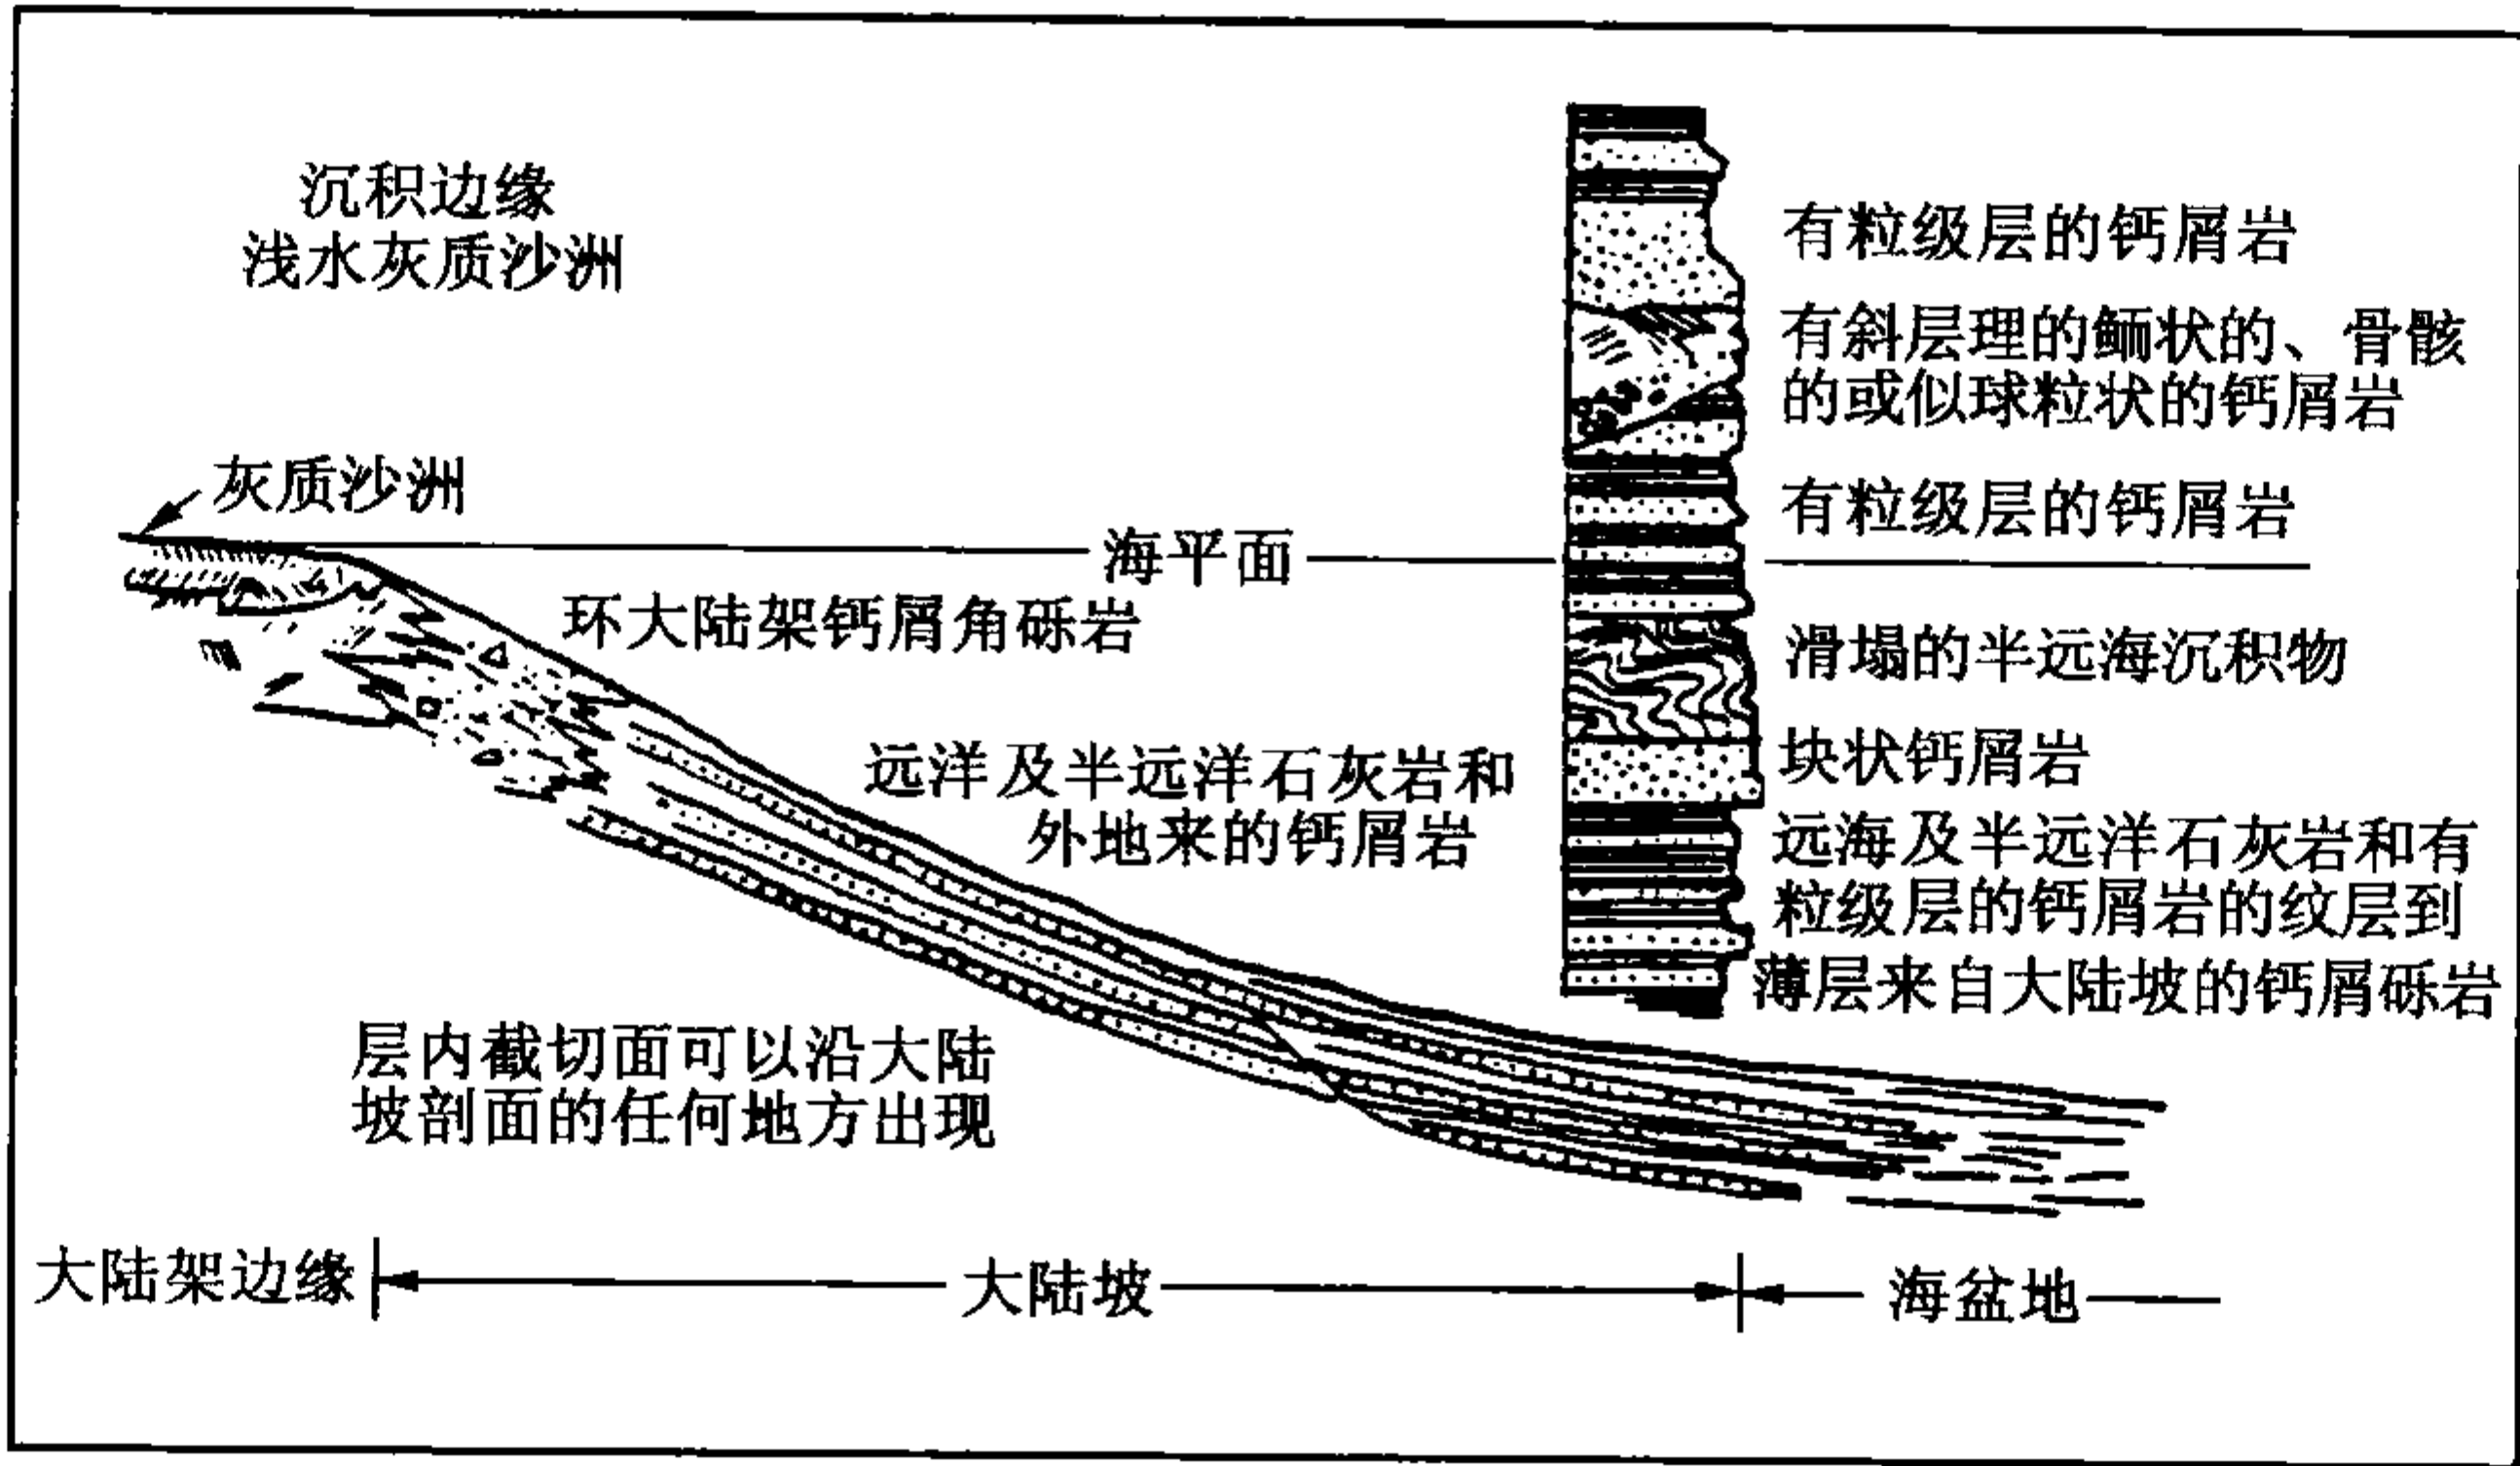 沉积边缘
浅水灰质沙洲
灰质沙洲
海平面
环大陆架钙屑角砾岩
远洋及半远洋石灰岩和
外地来的钙屑岩
层内截切面可以沿大陆
坡剖面的任何地方出现
有粒级层的钙屑岩
有斜层理的鲕状的、骨骸
的或似球粒状的钙屑岩
有粒级层的钙屑岩
滑塌的半远海沉积物
块状钙屑岩
远海及半远洋石灰岩和有
粒级层的钙屑岩的纹层到
薄层来自大陆坡的钙屑砾岩
大陆架边缘
大陆坡
海盆地